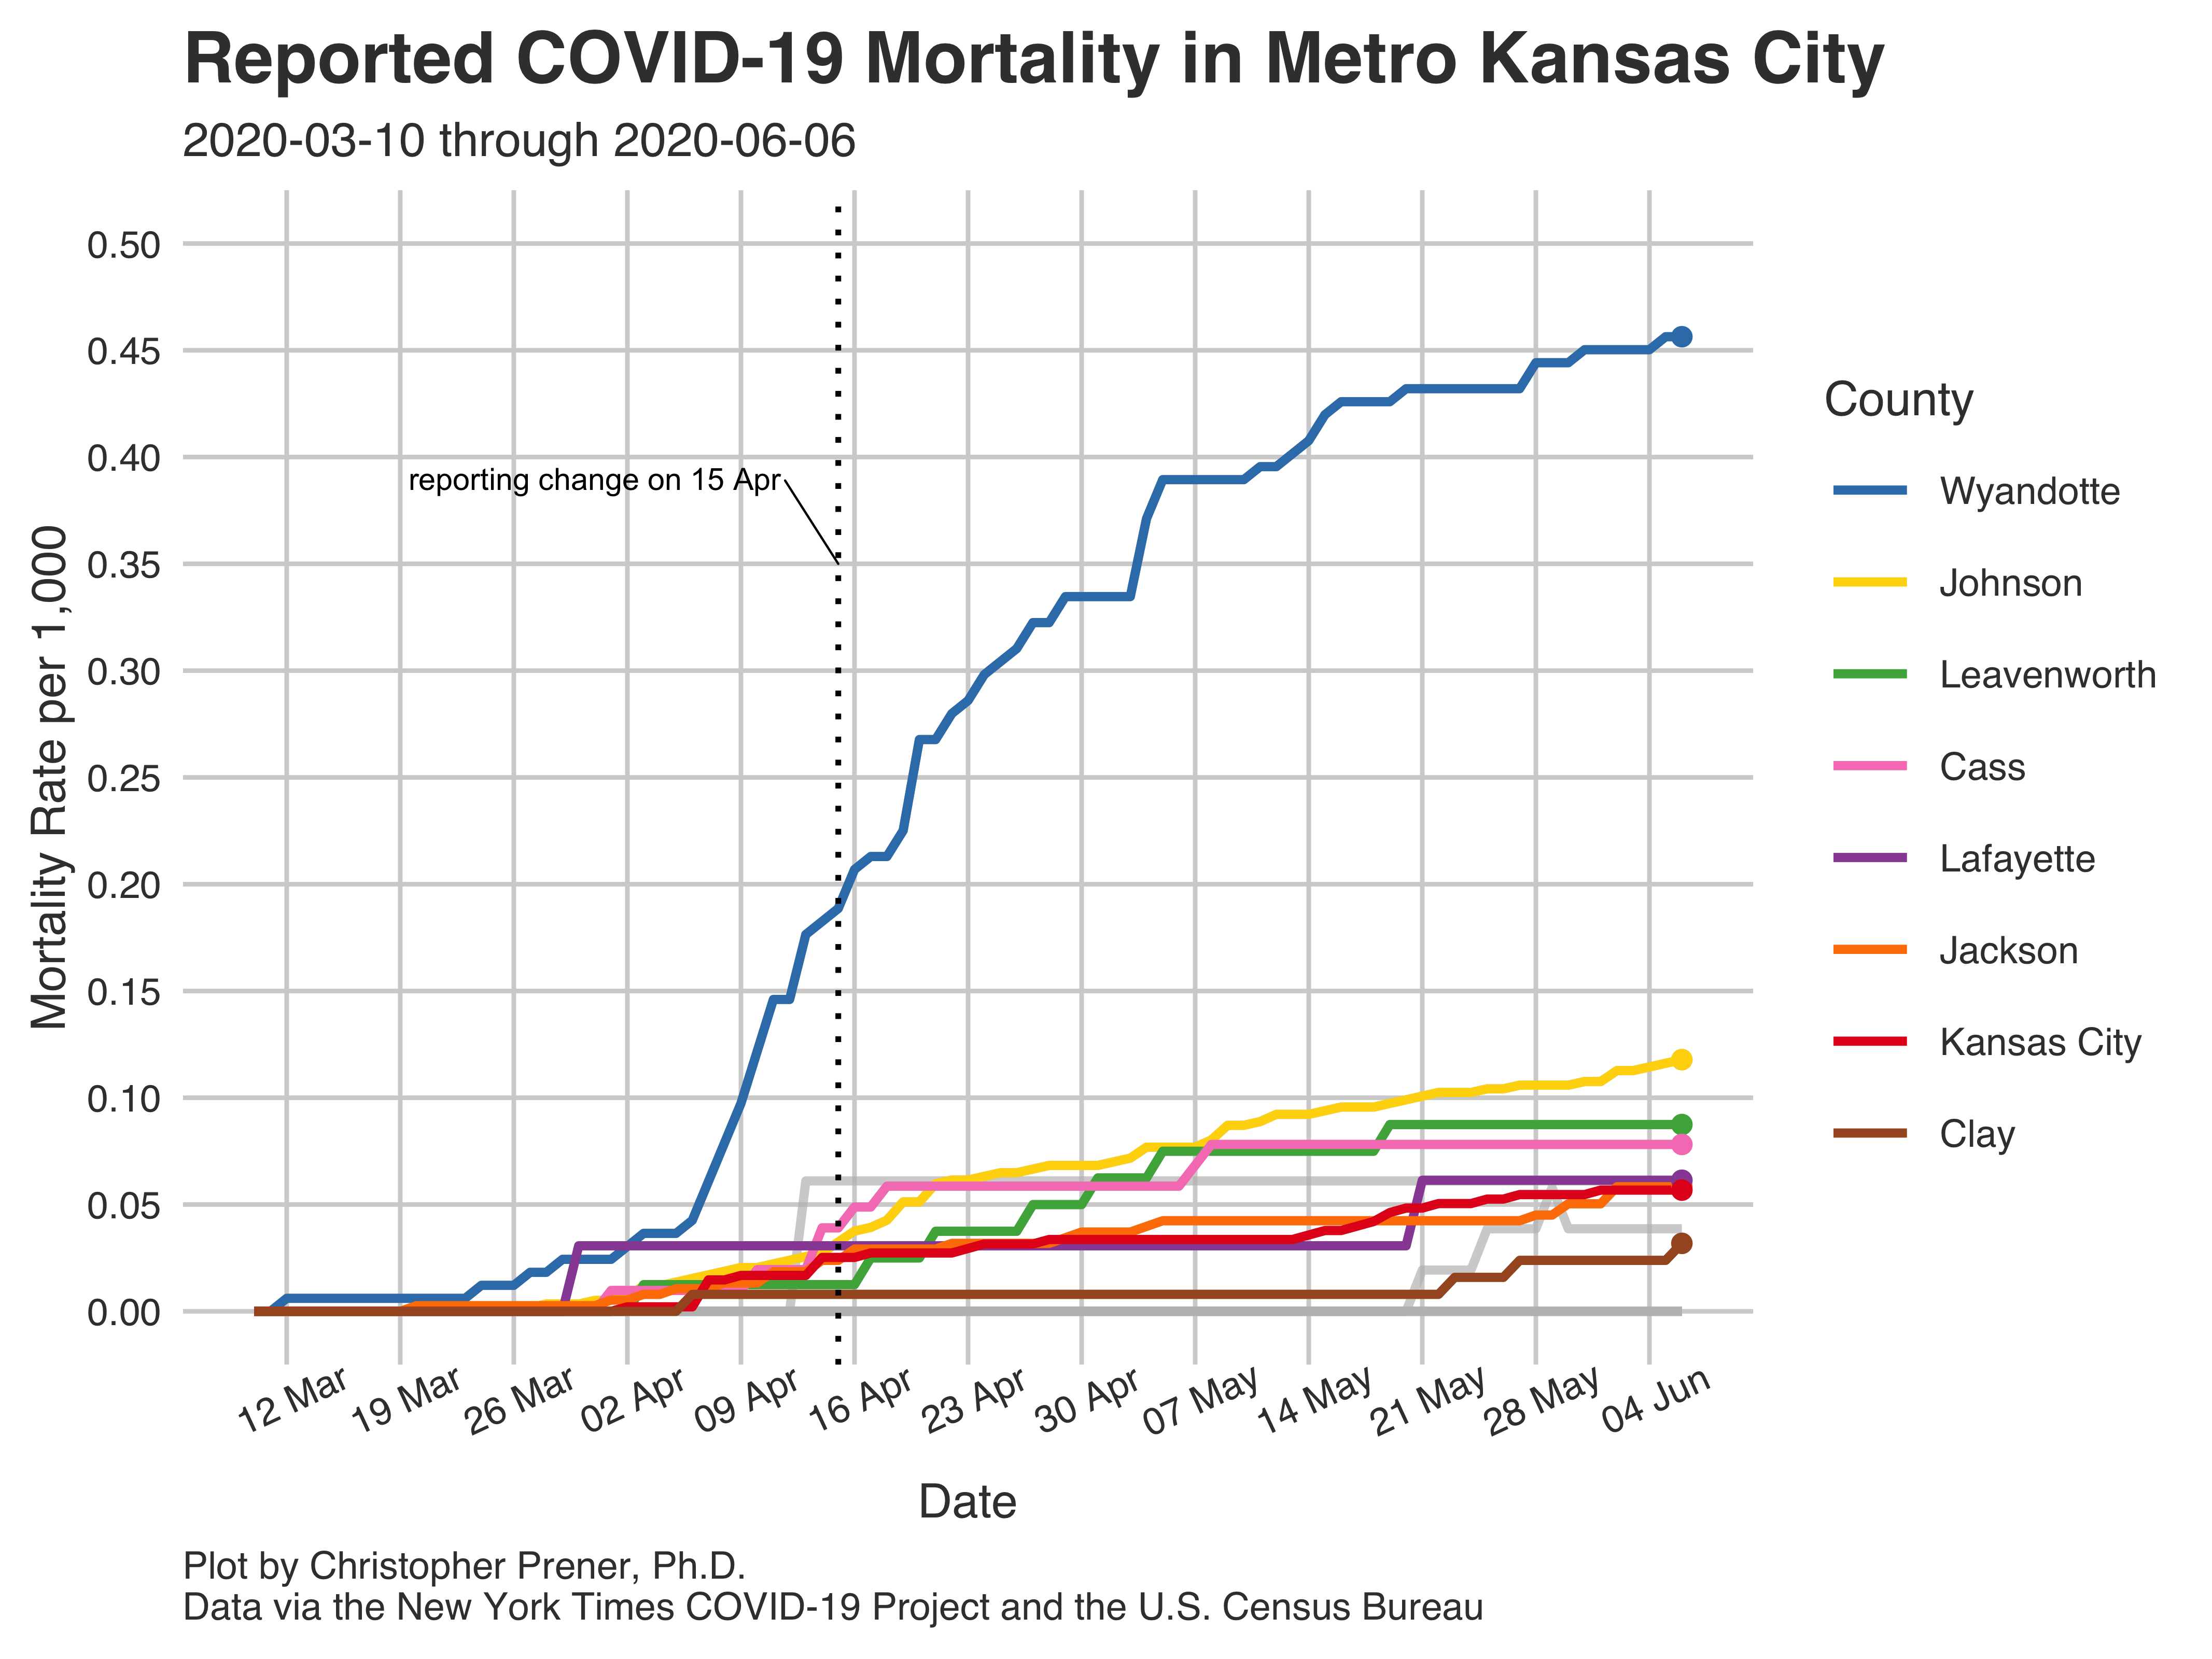 Reported COVID-19 Mortality in Metro Kansas City
2020-03-10 through 2020-06-06
Mortality Rate per 1,000
0.50
0.45
0.40
0.35
0.30
0.25
0.20
0.15
0.10
0.05
0.00
reporting change on 15 Apr
12 Mar
19 Mar
26 Mar
02 Apr
09 Apr
16 Apr
23 Apr
30 Apr
07 May
14 May
21 May
28 May
04 Jun
Date
County
Wyandotte
Johnson
Leavenworth
Cass
Lafayette
Jackson
Kansas City
Clay
Plot by Christopher Prener, Ph.D.
Data via the New York Times COVID-19 Project and the U.S. Census Bureau